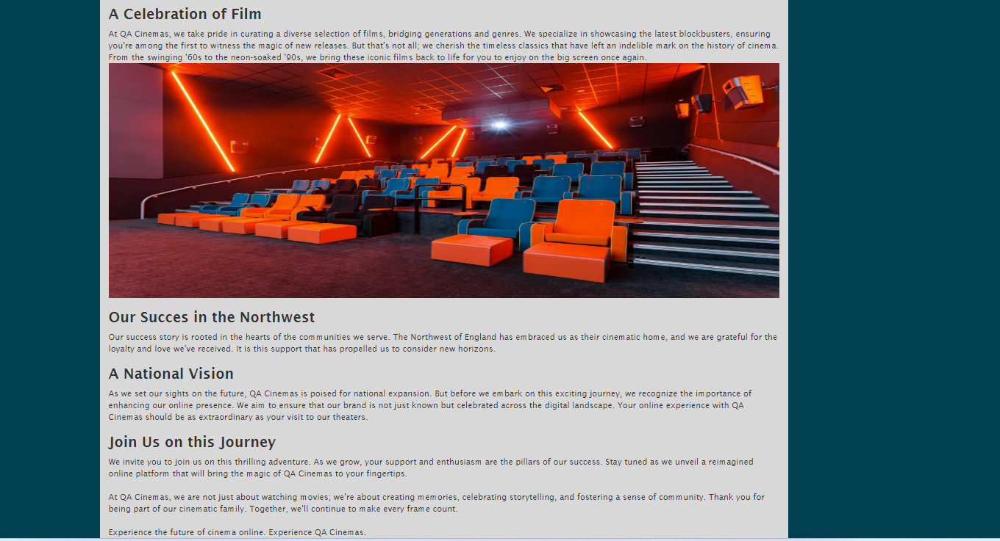 A Celebration of Film
At QA Cinemas, we take pride in curating a diverse selection of films, bridging generations and genres. We specialize in showcasing the latest blockbusters, ensuring
you're among the first to witness the magic of new releases. But that's not all; we cherish the timeless classics that have left an indelible mark on the history of cinema.
From the swinging '60s to the neon-soaked '90s, we bring these iconic films back to life for you to enjoy on the big screen once again.
Our Succes in the Northwest
Our success story is rooted in the hearts of the communities we serve. The Northwest of England has embraced us as their cinematic home, and we are grateful for the
loyalty and love we've received. It is this support that has propelled us to consider new horizons.
A National Vision
As we set our sights on the future, QA Cinemas is poised for national expansion. But before we embark on this exciting journey, we recognize the importance of
enhancing our online presence. We aim to ensure that our brand is not just known but celebrated across the digital landscape. Your online experience with QA
Cinemas should be as extraordinary as your visit to our theaters.
Join Us on this Journey
We invite you to join us on this thrilling adventure. As we grow, your support and enthusiasm are the pillars of our success. Stay tuned as we unveil a reimagined
online platform that will bring the magic of QA Cinemas to your fingertips.
At QA Cinemas, we are not just about watching movies; we're about creating memories, celebrating storytelling, and fostering a sense of community. Thank you for
being part of our cinematic family. Together, we'll continue to make every frame count.
Experience the future of cinema online. Experience QA Cinemas.